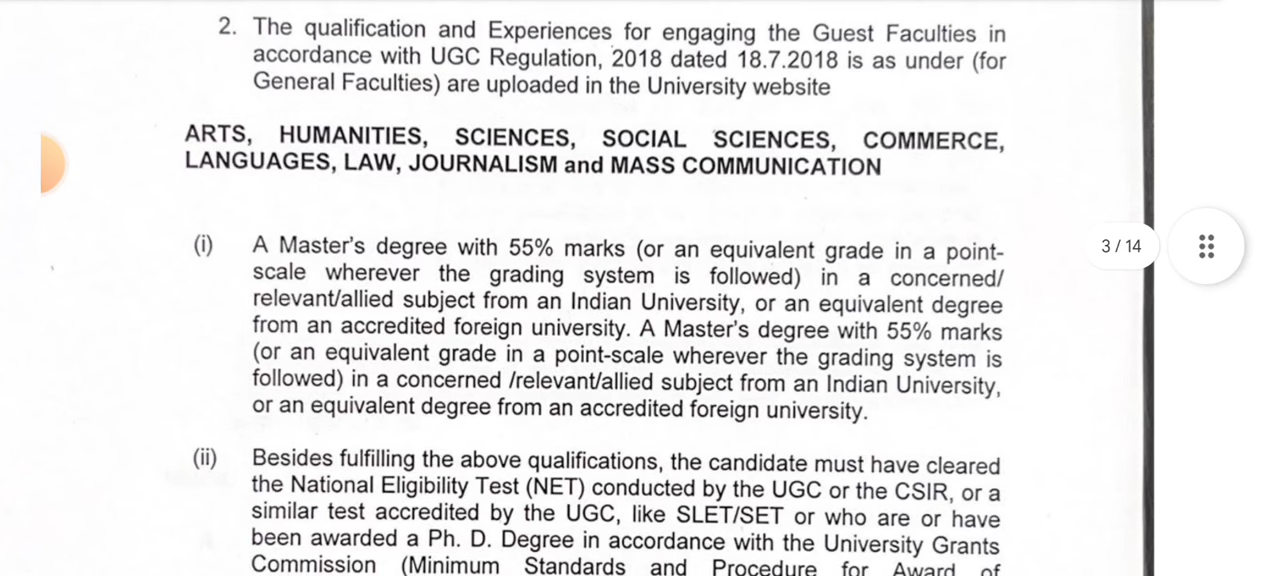 2. The qualification and Experiences for engaging the Guest Faculties in
accordance with UGC Regulation, 2018 dated 18.7.2018 is as under (for
General Faculties) are uploaded in the University website
ARTS, HUMANITIES, SCIENCES, SOCIAL SCIENCES, COMMERCE,
LANGUAGES, LAW, JOURNALISM and MASS COMMUNICATION
(i) A Master's degree with 55% marks (or an equivalent grade in a point-
scale wherever the grading system is followed) in a concerned/
relevant/allied subject from an Indian University, or an equivalent degree
from an accredited foreign university. A Master's degree with 55% marks
(or an equivalent grade in a point-scale wherever the grading system is
followed) in a concerned /relevant/allied subject from an Indian University,
or an equivalent degree from an accredited foreign university.
(ii) Besides fulfilling the above qualifications, the candidate must have cleared
the National Eligibility Test (NET) conducted by the UGC or the CSIR, or a
similar test accredited by the UGC, like SLET/SET or who are or have
been awarded a Ph. D. Degree in accordance with the University Grants
Commission (Minimum Standards and Procedure for Award of
3 / 14